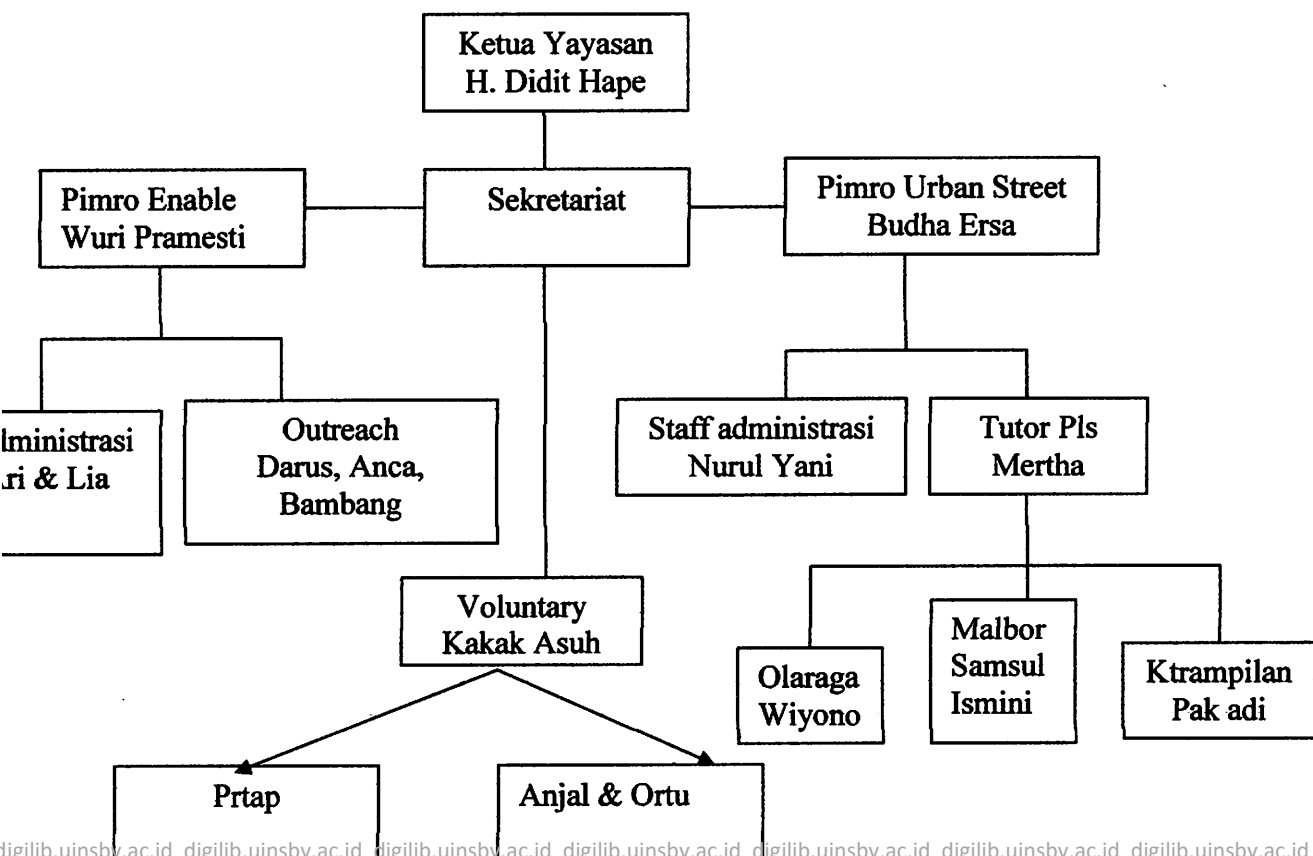 Ketua Yayasan
H. Didit Hape
Pimro Enable
Wuri Pramesti
Sekretariat
Pimro Urban Street
Budha Ersa
lministrasi
ri & Lia
Outreach
Darus, Anca,
Bambang
Staff administrasi
Nurul Yani
Tutor Pls
Mertha
Voluntary
Kakak Asuh
Olaraga
Wiyono
Malbor
Samsul
Ismini
Ktrampilan
Pak adi
Prtap
Anjal & Ortu
digilib.uinsby.ac.id digilib.uinsby.ac.id digilib.uinsby.ac.id digilib.uinsby.ac.id digilib.uinsby.ac.id digilib.uinsby.ac.id digilib.uinsby.ac.id